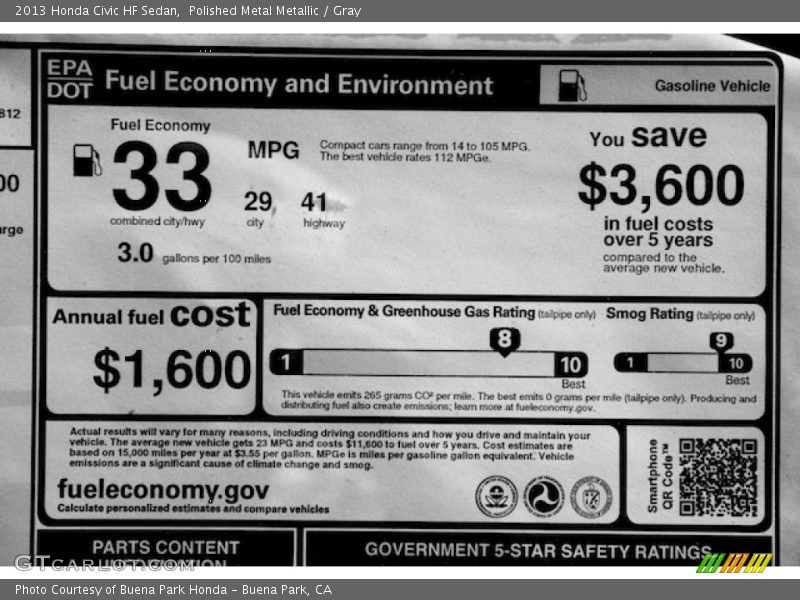 2013 Honda Civic HF Sedan, Polished Metal Metallic / Gray
EPA
DOT
Fuel Economy and Environment
Gasoline Vehicle
812
00
arge
Fuel Economy
33
MPG
combined city/hwy
29
city
41
highway
3.0 gallons per 100 miles
Compact cars range from 14 to 105 MPG.
The best vehicle rates 112 MPGe.
You save
$3,600
in fuel costs
over 5 years
compared to the
average new vehicle.
Annual fuel cost
$1,600
Fuel Economy & Greenhouse Gas Rating (tailpipe only)
8
1
10
Best
Smog Rating (tailpipe only)
9
1
10
Best
This vehicle emits 265 grams CO² per mile. The best emits 0 grams per mile (tailpipe only). Producing and
distributing fuel also create emissions; learn more at fueleconomy.gov.
Actual results will vary for many reasons, including driving conditions and how you drive and maintain your
vehicle. The average new vehicle gets 23 MPG and costs $11,600 to fuel over 5 years. Cost estimates are
based on 15,000 miles per year at $3.55 per gallon. MPGe is miles per gasoline gallon equivalent. Vehicle
emissions are a significant cause of climate change and smog.
fueleconomy.gov
Calculate personalized estimates and compare vehicles
Smartphone
QR Code™
PARTS CONTENT
GOVERNMENT 5-STAR SAFETY RATINGS
GTCARLOT.COM
Photo Courtesy of Buena Park Honda – Buena Park, CA